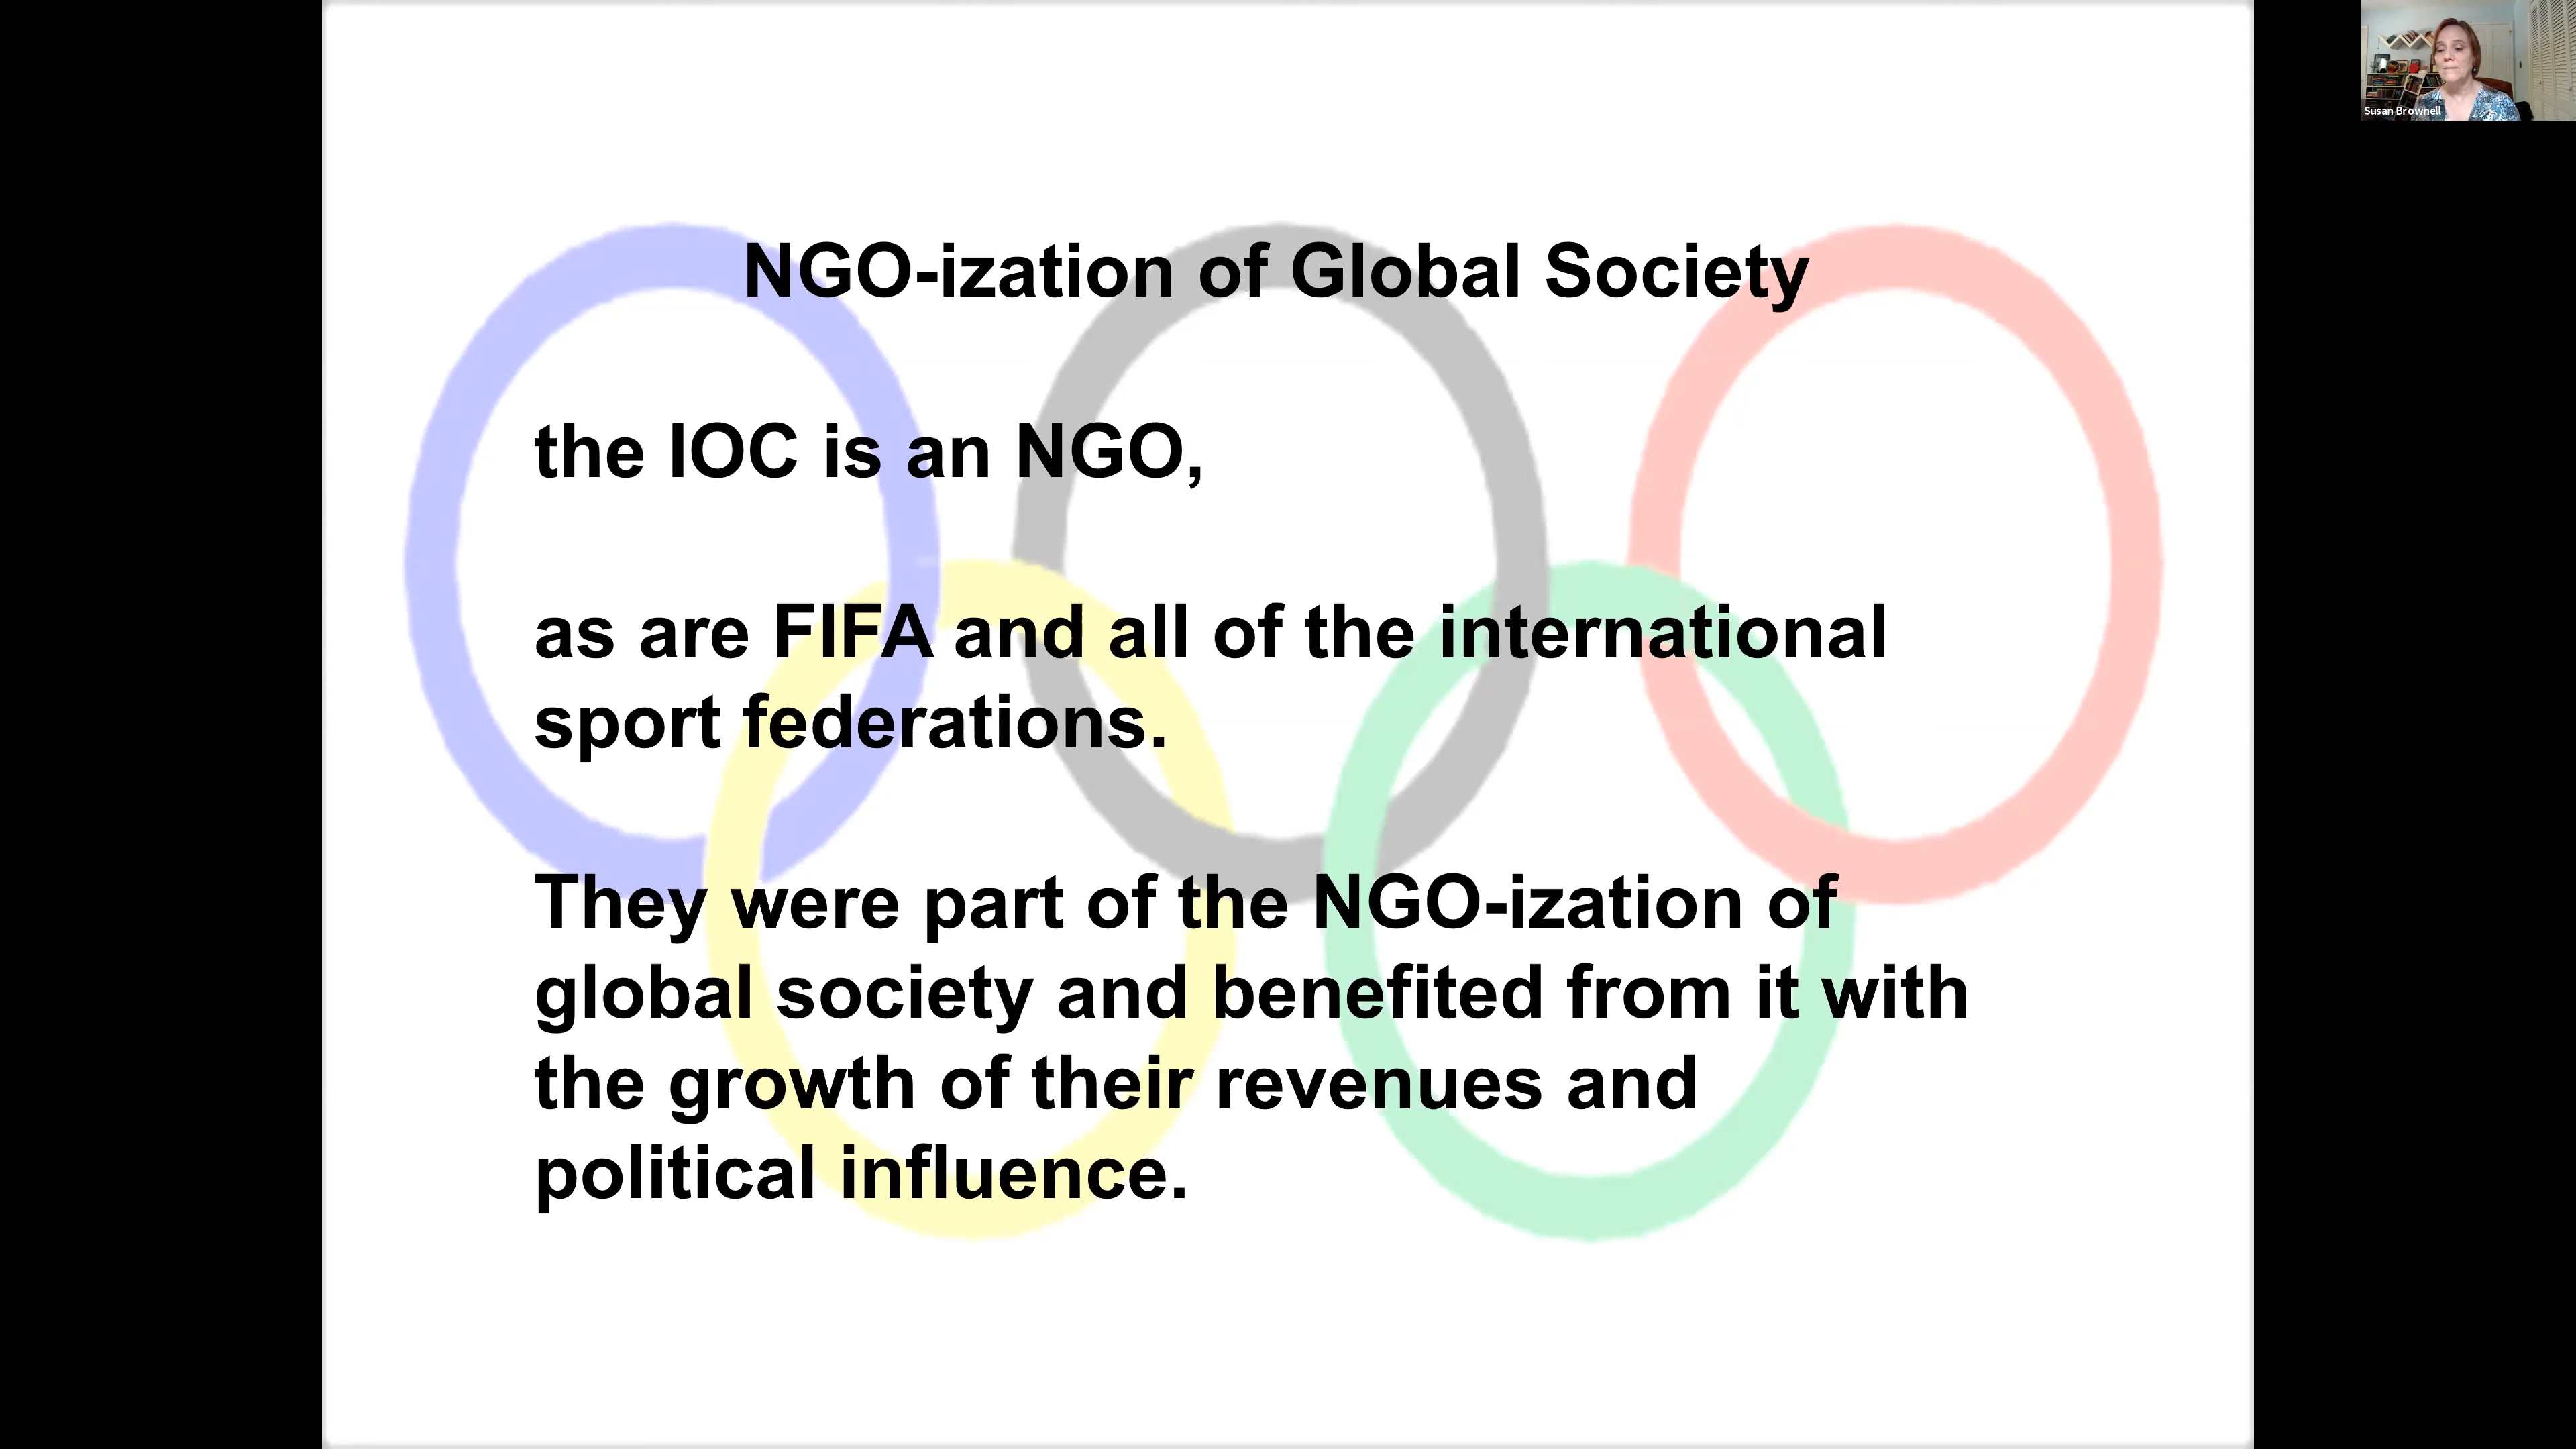 NGO-ization of Global Society
the IOC is an NGO,
as are FIFA and all of the international
sport federations.
They were part of the NGO-ization of
global society and benefited from it with
the growth of their revenues and
political influence.
Susan Brownell